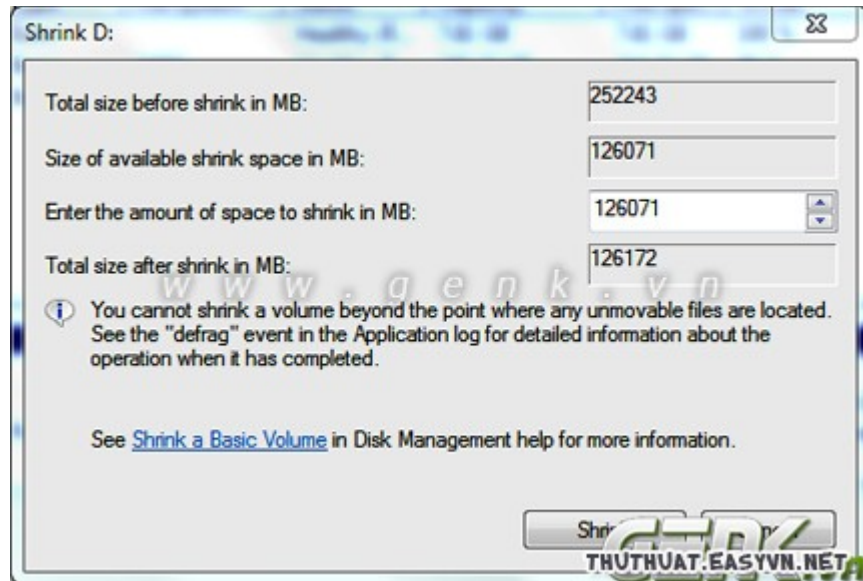 Shrink D:
Total size before shrink in MB:
252243
Size of available shrink space in MB:
126071
Enter the amount of space to shrink in MB:
126071
Total size after shrink in MB:
126172
www.genk.vn
You cannot shrink a volume beyond the point where any unmovable files are located.
See the "defrag" event in the Application log for detailed information about the
operation when it has completed.
See Shrink a Basic Volume in Disk Management help for more information.
GENK
THUTHUAT.EASYVN.NET